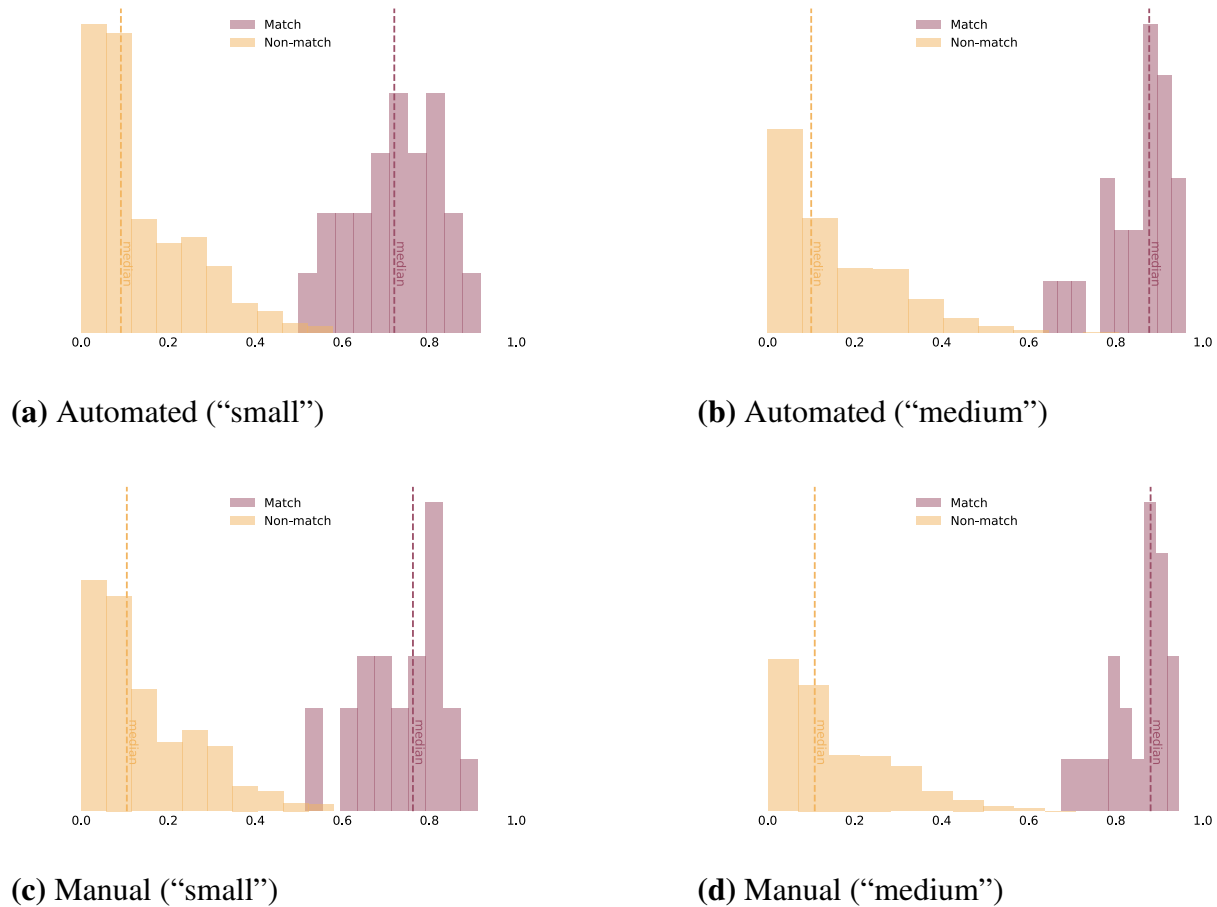 Match
Non-match
median
median
0.0 0.2 0.4 0.6 0.8 1.0
(a) Automated (“small”)
Match
Non-match
median
median
0.0 0.2 0.4 0.6 0.8 1.0
(b) Automated (“medium”)
Match
Non-match
median
median
0.0 0.2 0.4 0.6 0.8 1.0
(c) Manual (“small”)
Match
Non-match
median
median
0.0 0.2 0.4 0.6 0.8 1.0
(d) Manual (“medium”)